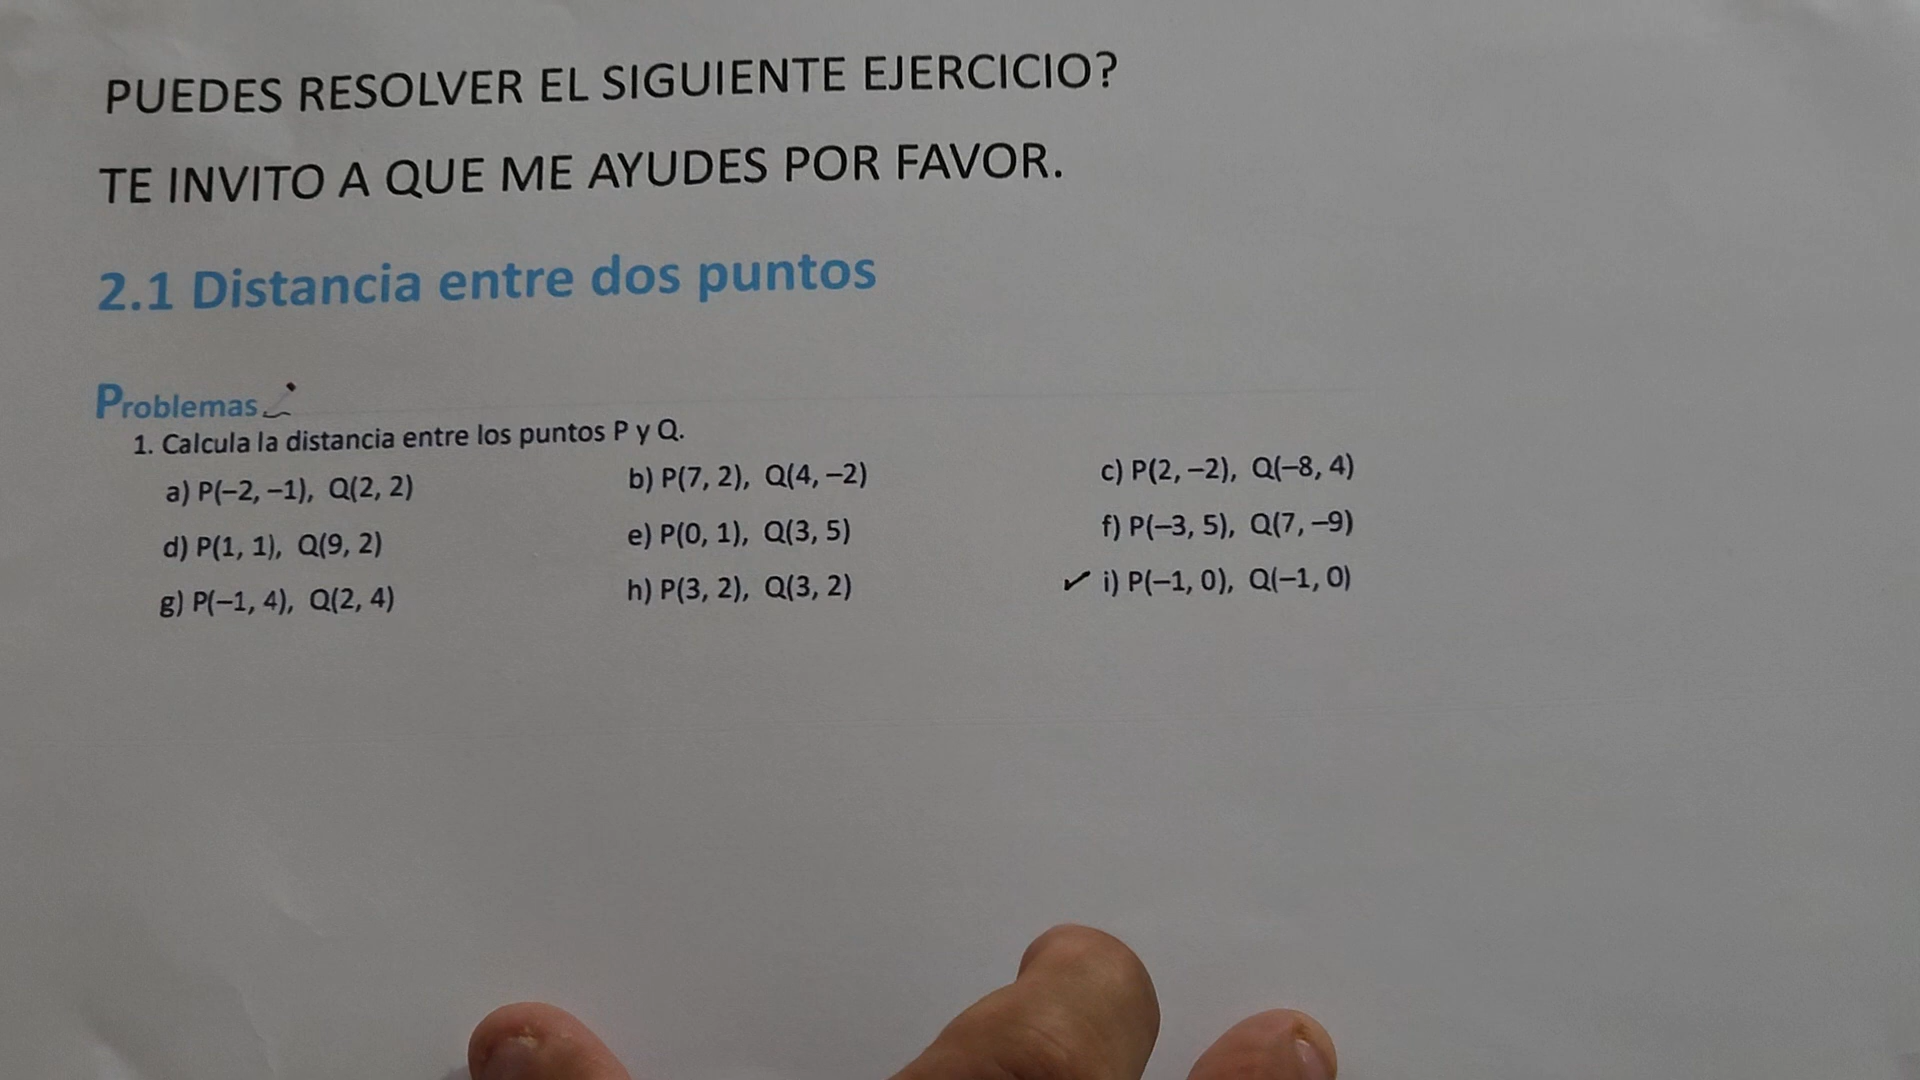 PUEDES RESOLVER EL SIGUIENTE EJERCICIO?
TE INVITO A QUE ME AYUDES POR FAVOR.
2.1 Distancia entre dos puntos
Problemas
1. Calcula la distancia entre los puntos P y Q.
a) P(−2, −1), Q(2, 2) b) P(7, 2), Q(4, −2) c) P(2, −2), Q(−8, 4)
d) P(1, 1), Q(9, 2) e) P(0, 1), Q(3, 5) f) P(−3, 5), Q(7, −9)
g) P(−1, 4), Q(2, 4) h) P(3, 2), Q(3, 2) ✓ i) P(−1, 0), Q(−1, 0)